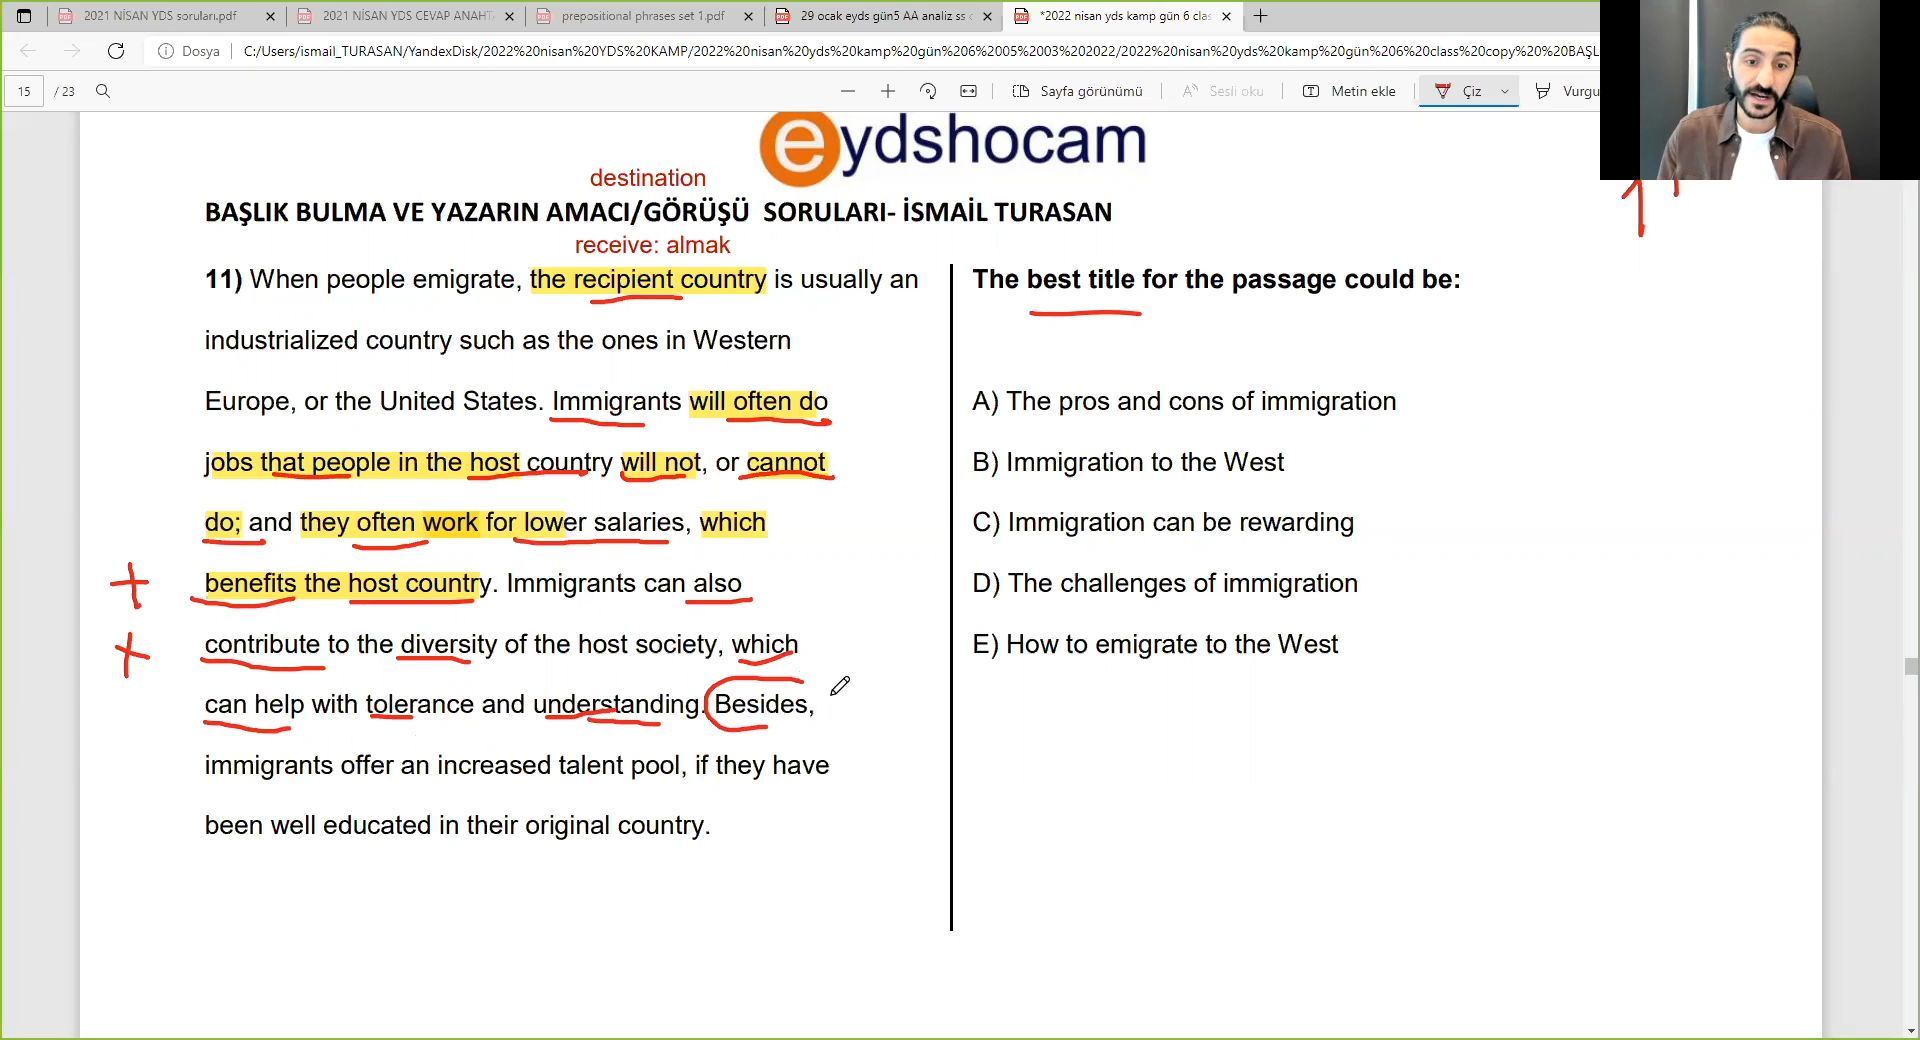 2021 NİSAN YDS soruları.pdf
2021 NİSAN YDS CEVAP ANAHT
prepositional phrases set 1.pdf
29 ocak eyds gün5 AA analiz ss c
*2022 nisan yds kamp gün 6 clas
Dosya
C:/Users/ismail_TURASAN/YandexDisk/2022%20nisan%20YDS%20KAMP/2022%20nisan%20yds%20kamp%20gün%206%2005%2003%202022/2022%20nisan%20yds%20kamp%20gün%206%20class%20copy%20%20BAŞL
15 / 23
Sayfa görünümü
Sesli oku
Metin ekle
Çiz
Vurgu
eydshocam
destination
BAŞLIK BULMA VE YAZARIN AMACI/GÖRÜŞÜ SORULARI- İSMAİL TURASAN
receive: almak
11) When people emigrate, the recipient country is usually an
industrialized country such as the ones in Western
Europe, or the United States. Immigrants will often do
jobs that people in the host country will not, or cannot
do; and they often work for lower salaries, which
benefits the host country. Immigrants can also
contribute to the diversity of the host society, which
can help with tolerance and understanding. Besides,
immigrants offer an increased talent pool, if they have
been well educated in their original country.
The best title for the passage could be:
A) The pros and cons of immigration
B) Immigration to the West
C) Immigration can be rewarding
D) The challenges of immigration
E) How to emigrate to the West